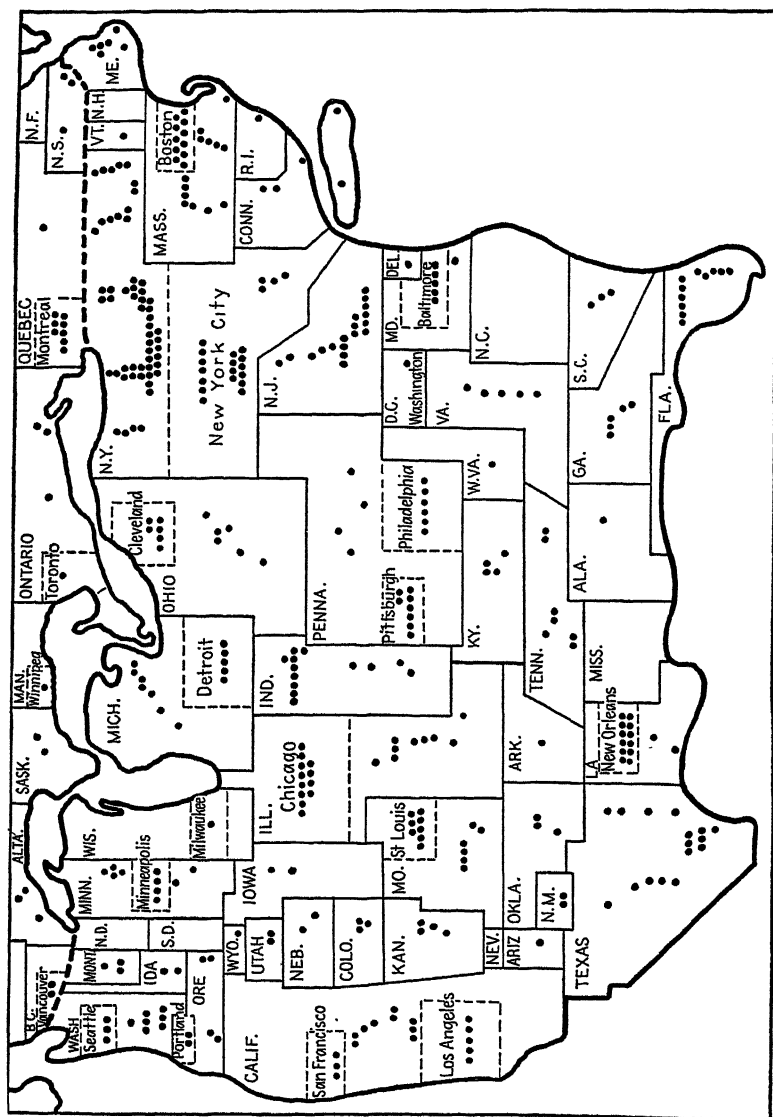 B.C.
Vancouver
ALTA.
SASK.
MAN.
Winnipeg
ONTARIO
Toronto
QUEBEC
Montreal
N.S.
N.F.
WASH
Seattle
MONT.
N.D.
MINN.
WIS.
MICH.
N.Y.
VT.
N.H.
ME.
IDA
S.D.
Minneapolis
Cleveland
OHIO
MASS.
Boston
Portland
ORE
Milwaukee
Detroit
New York City
CONN.
R.I.
CALIF.
WYO.
UTAH
IOWA
ILL.
Chicago
IND.
N.J.
NEB.
PENNA.
San Francisco
COLO.
KAN.
MO.
St Louis
Pittsburgh
Philadelphia
D.C.
Washington
MD.
Baltimore
DEL.
Los Angeles
KY.
W.VA.
VA.
N.C.
NEV.
ARIZ
OKLA.
N.M.
ARK.
TENN.
TEXAS
LA
New Orleans
MISS.
ALA.
GA.
S.C.
FLA.